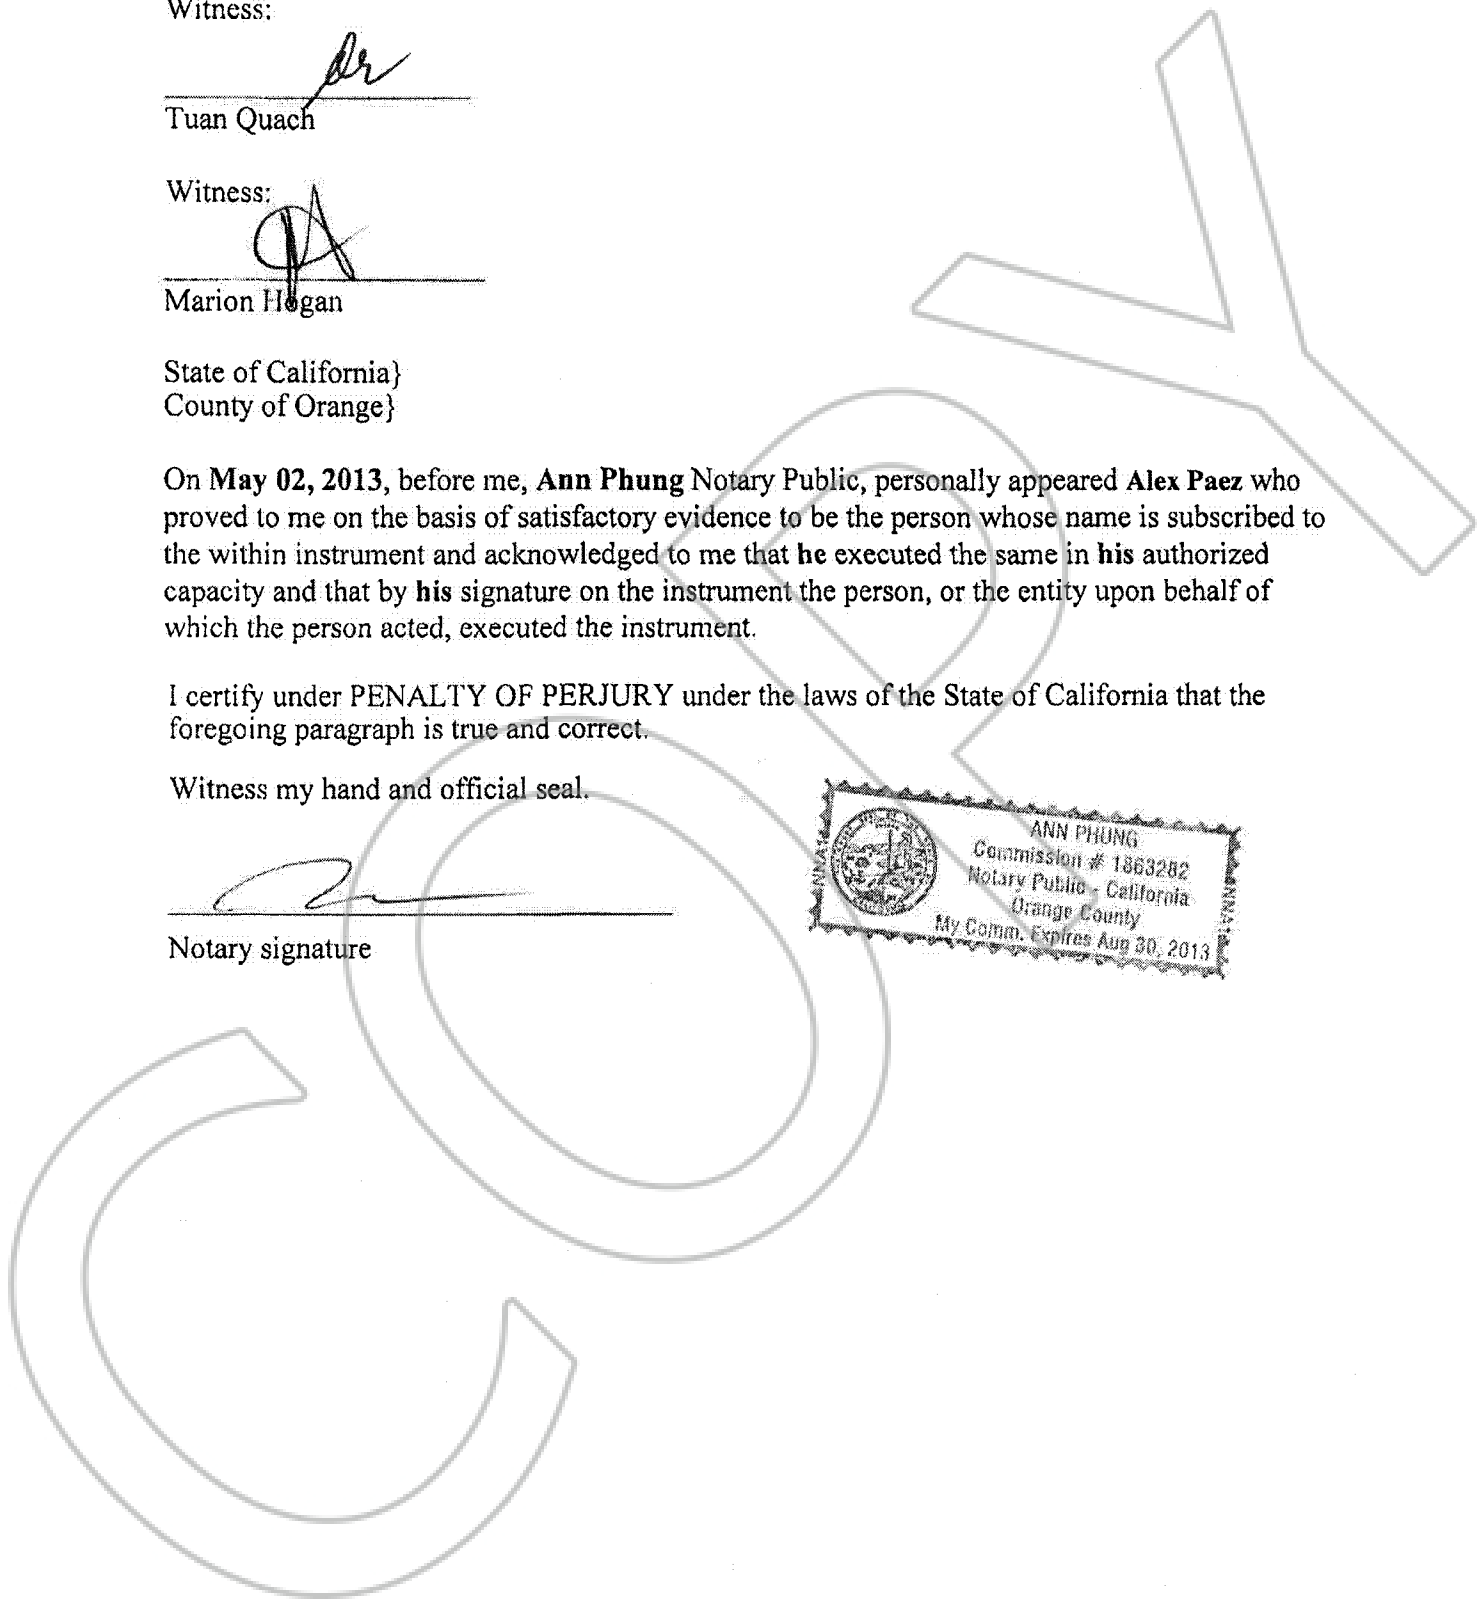 Witness:
Tuan Quach
Witness:
Marion Hogan
State of California}
County of Orange}
On May 02, 2013, before me, Ann Phung Notary Public, personally appeared Alex Paez who
proved to me on the basis of satisfactory evidence to be the person whose name is subscribed to
the within instrument and acknowledged to me that he executed the same in his authorized
capacity and that by his signature on the instrument the person, or the entity upon behalf of
which the person acted, executed the instrument.
I certify under PENALTY OF PERJURY under the laws of the State of California that the
foregoing paragraph is true and correct.
Witness my hand and official seal.
Notary signature
ANN PHUNG
Commission # 1863282
Notary Public - California
Orange County
My Comm. Expires Aug 30, 2013
COPY